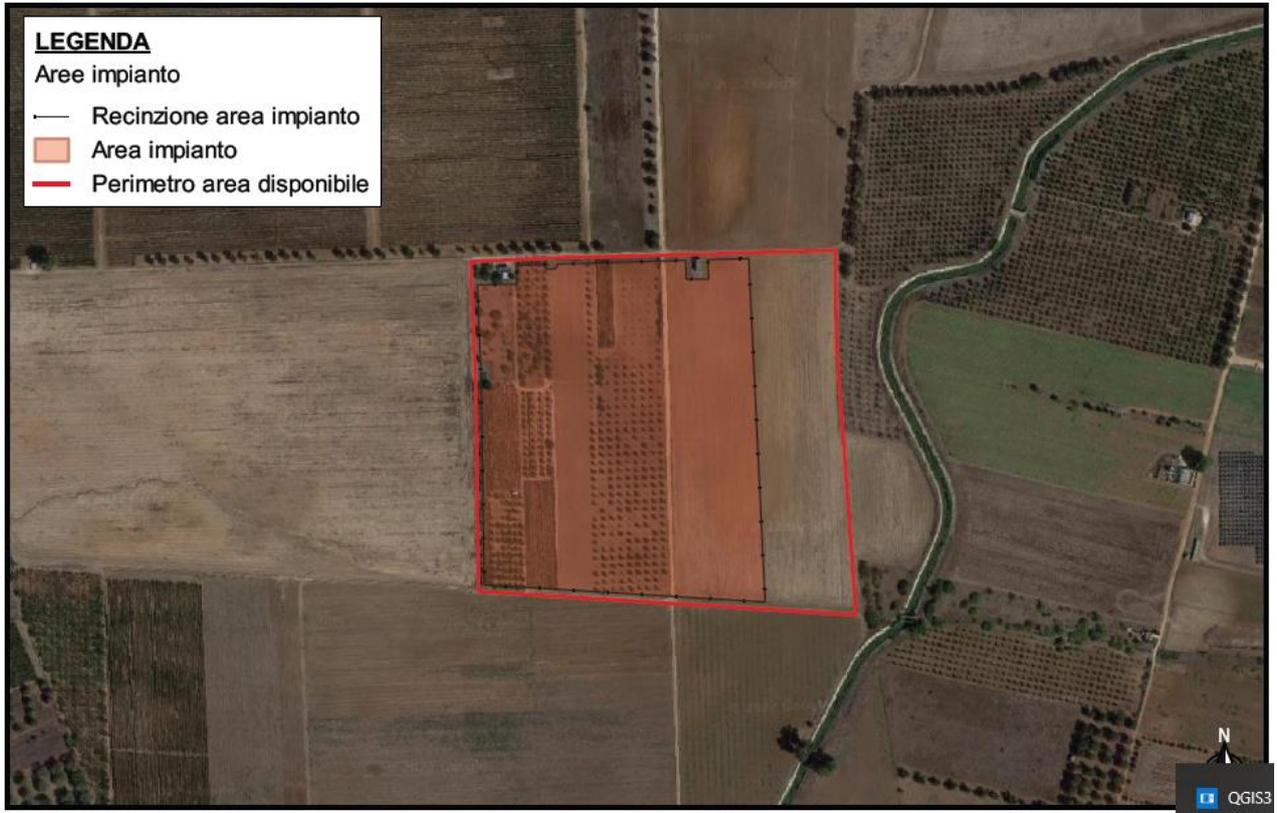 LEGENDA
Aree impianto
Recinzione area impianto
Area impianto
Perimetro area disponibile
N
QGIS3